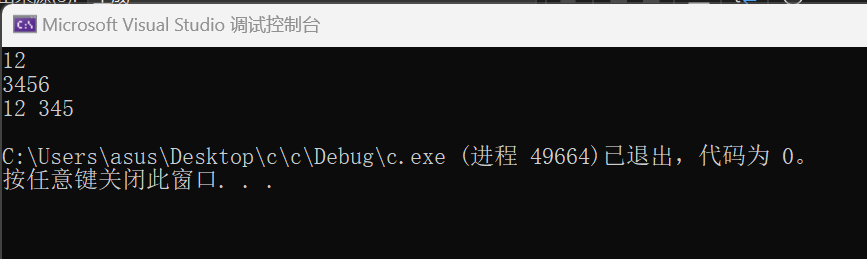 Microsoft Visual Studio 调试控制台
12
3456
12 345
C:\Users\asus\Desktop\c\c\Debug\c.exe (进程 49664)已退出，代码为 0。
按任意键关闭此窗口. . .